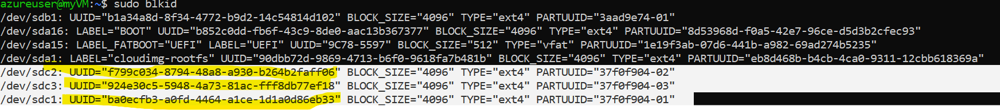 azureuser@myVM:~$ sudo blkid
/dev/sdb1: UUID="b1a34a8d-8f34-4772-b9d2-14c54814d102" BLOCK_SIZE="4096" TYPE="ext4" PARTUUID="3aad9e74-01"
/dev/sda16: LABEL="BOOT" UUID="b852c0dd-fb6f-43c9-8de0-aac13b367377" BLOCK_SIZE="4096" TYPE="ext4" PARTUUID="8d53968d-f0a5-42e7-96ce-d5d3b2cfec93"
/dev/sda15: LABEL_FATBOOT="UEFI" LABEL="UEFI" UUID="9C78-5597" BLOCK_SIZE="512" TYPE="vfat" PARTUUID="1e19f3ab-07d6-441b-a982-69ad274b5235"
/dev/sda1: LABEL="cloudimg-rootfs" UUID="90dbb72d-9869-4713-b6f0-9618fa7b481b" BLOCK_SIZE="4096" TYPE="ext4" PARTUUID="eb8d468b-b4cb-4ca0-9311-12cbb618369a"
/dev/sdc2: UUID="f799c034-8794-48a8-a930-b264b2faff06" BLOCK_SIZE="4096" TYPE="ext4" PARTUUID="37f0f904-02"
/dev/sdc3: UUID="924e30c5-5948-4a73-81ac-fff8db77ef18" BLOCK_SIZE="4096" TYPE="ext4" PARTUUID="37f0f904-03"
/dev/sdc1: UUID="ba0ecfb3-a0fd-4464-a1ce-1d1a0d86eb33" BLOCK_SIZE="4096" TYPE="ext4" PARTUUID="37f0f904-01"